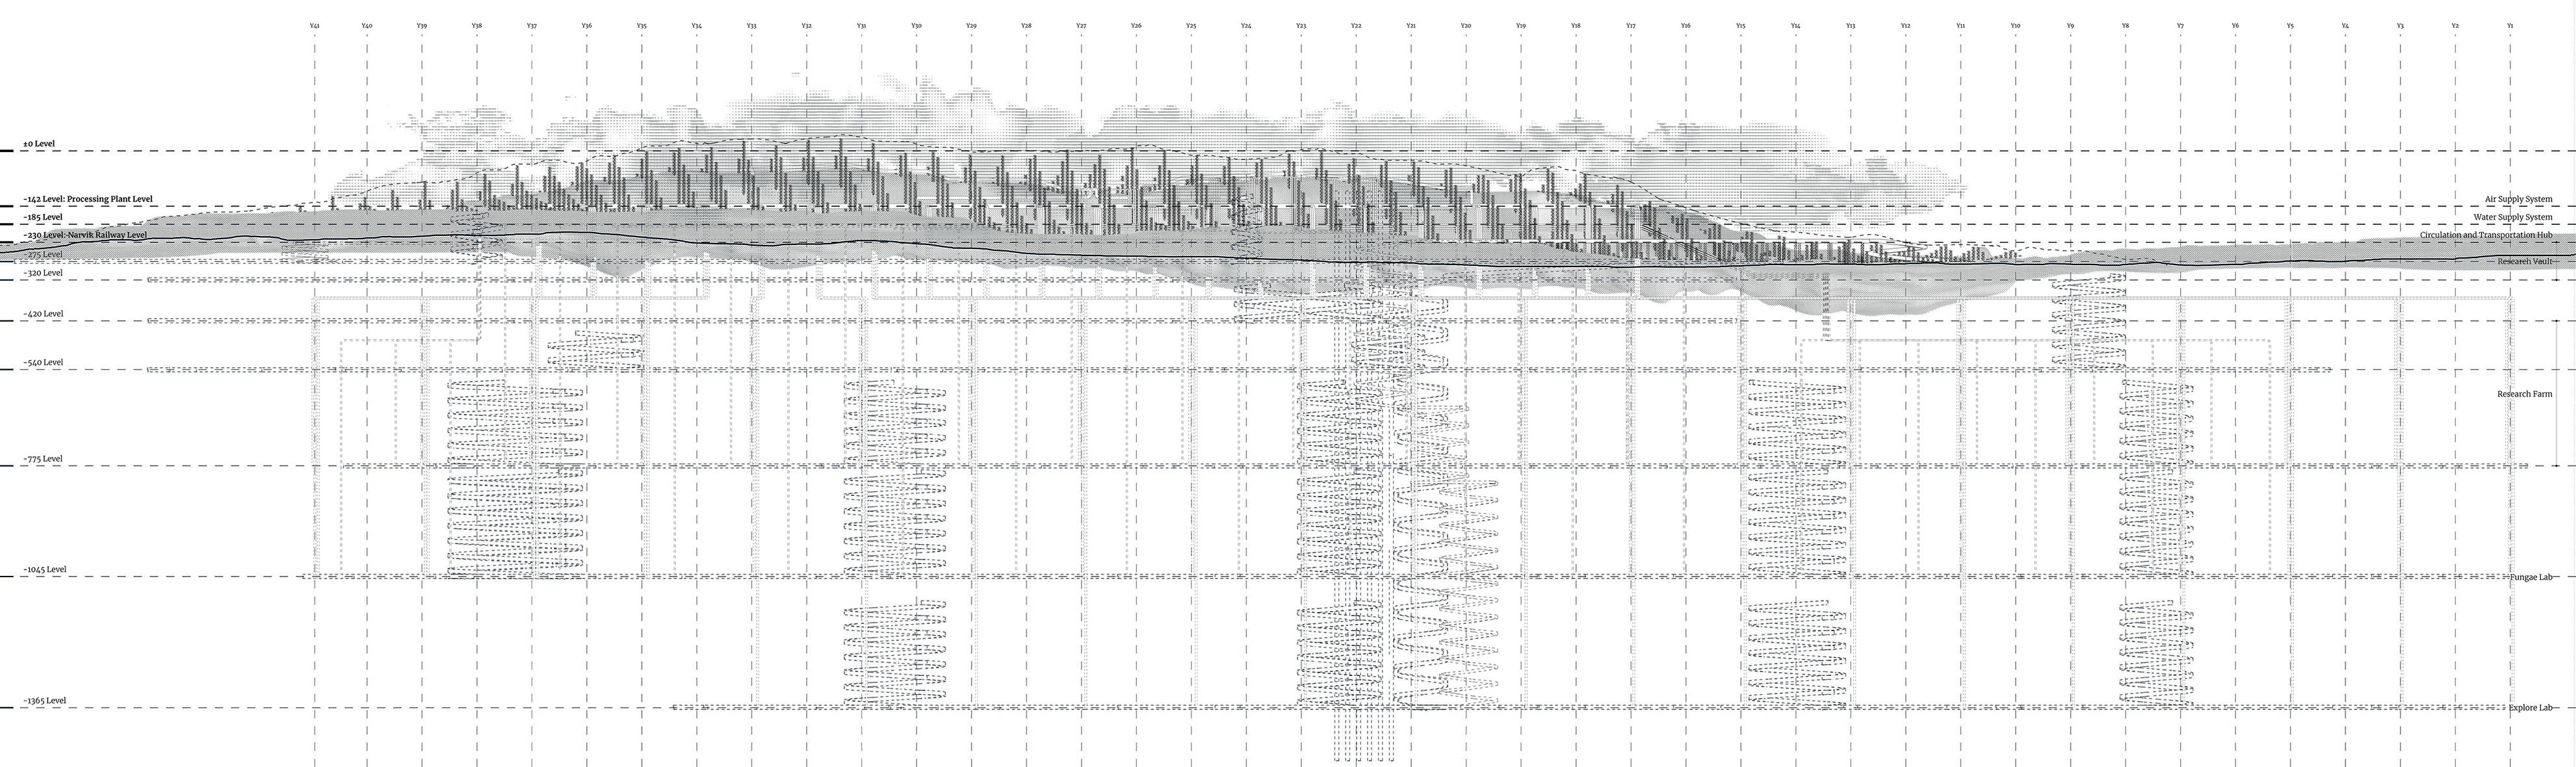 Y41 Y40 Y39 Y38 Y37 Y36 Y35 Y34 Y33 Y32 Y31 Y30 Y29 Y28 Y27 Y26 Y25 Y24 Y23 Y22 Y21 Y20 Y19 Y18 Y17 Y16 Y15 Y14 Y13 Y12 Y11 Y10 Y9 Y8 Y7 Y6 Y5 Y4 Y3 Y2 Y1
±0 Level
-142 Level: Processing Plant Level
Air Supply System
-185 Level
Water Supply System
-230 Level: Narvik Railway Level
Circulation and Transportation Hub
-275 Level
Research Vault
-320 Level
-420 Level
-540 Level
Research Farm
-775 Level
-1045 Level
Fungae Lab
-1365 Level
Explore Lab